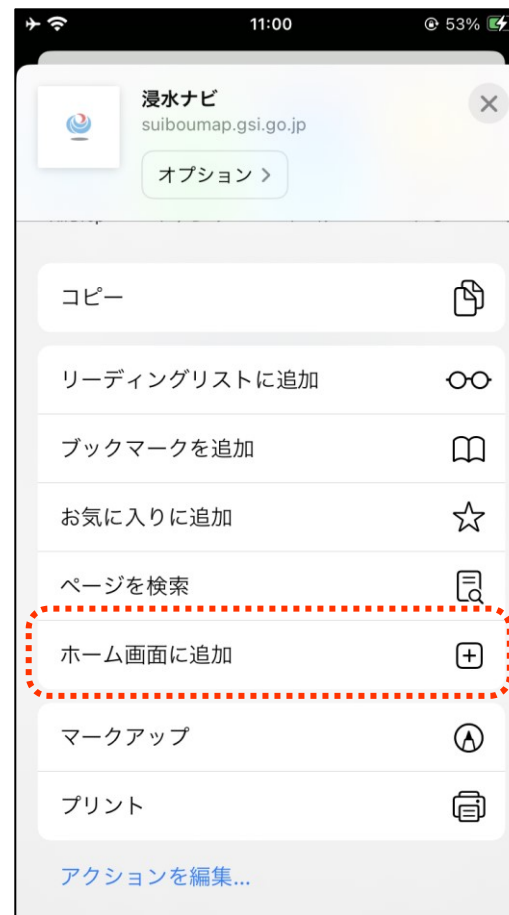 11:00
53%
浸水ナビ
suiboumap.gsi.go.jp
オプション
コピー
リーディングリストに追加
ブックマークを追加
お気に入りに追加
ページを検索
ホーム画面に追加
マークアップ
プリント
アクションを編集...